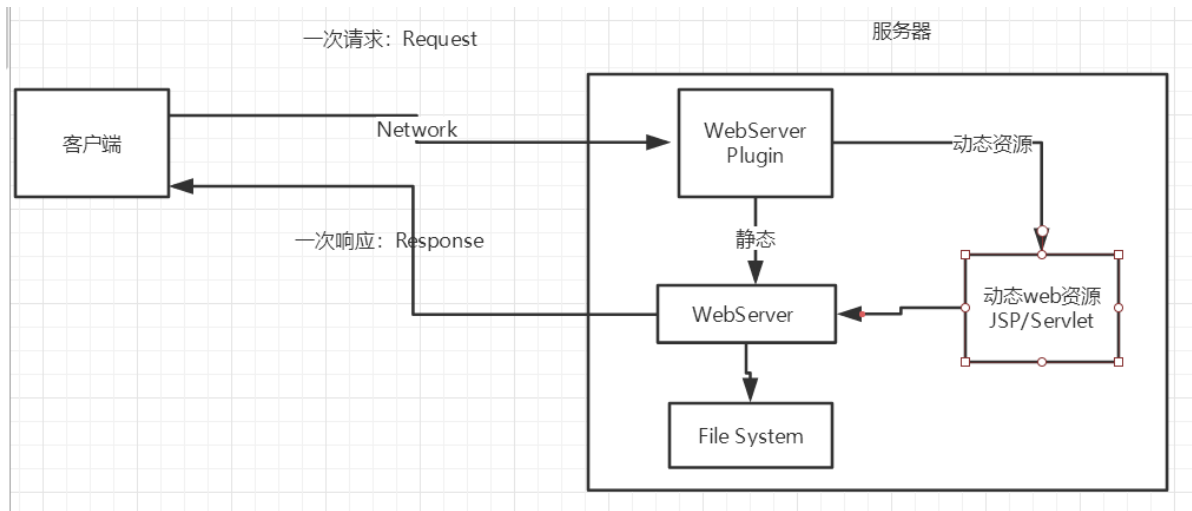 一次请求：Request
服务器
客户端
Network
WebServer
Plugin
动态资源
一次响应：Response
静态
动态web资源
JSP/Servlet
WebServer
File System